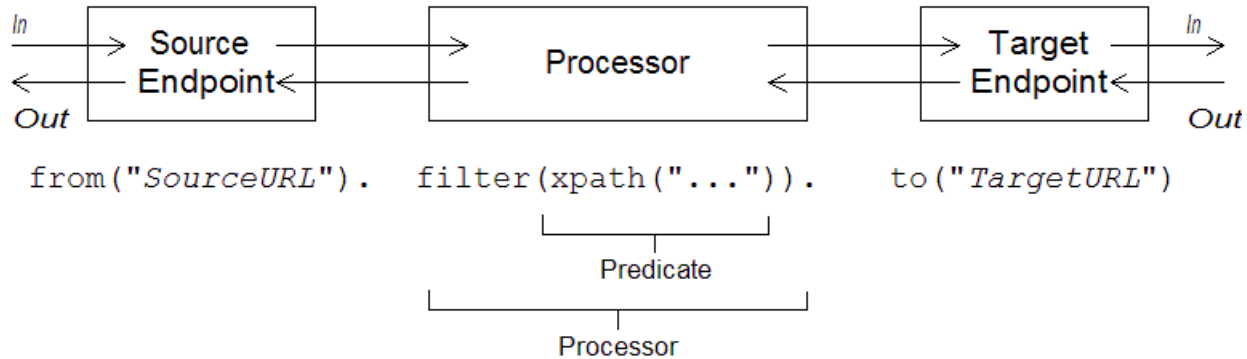 In
In
Source
Endpoint
Processor
Target
Endpoint
Out
Out
from("SourceURL"). filter(xpath("...")). to("TargetURL")
Predicate
Processor